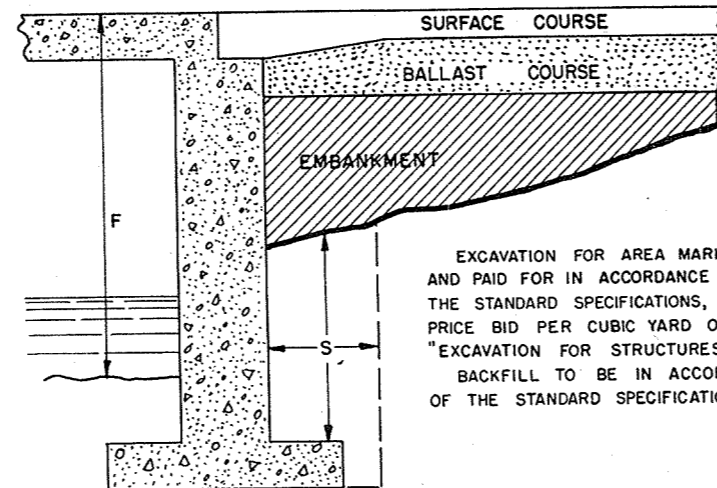 SURFACE COURSE
BALLAST COURSE
EMBANKMENT
F
S
EXCAVATION FOR AREA
AND PAID FOR IN ACCORDANCE
THE STANDARD SPECIFICATIONS,
PRICE BID PER CUBIC YARD
"EXCAVATION FOR STRUCTURES
BACKFILL TO BE IN
OF THE STANDARD